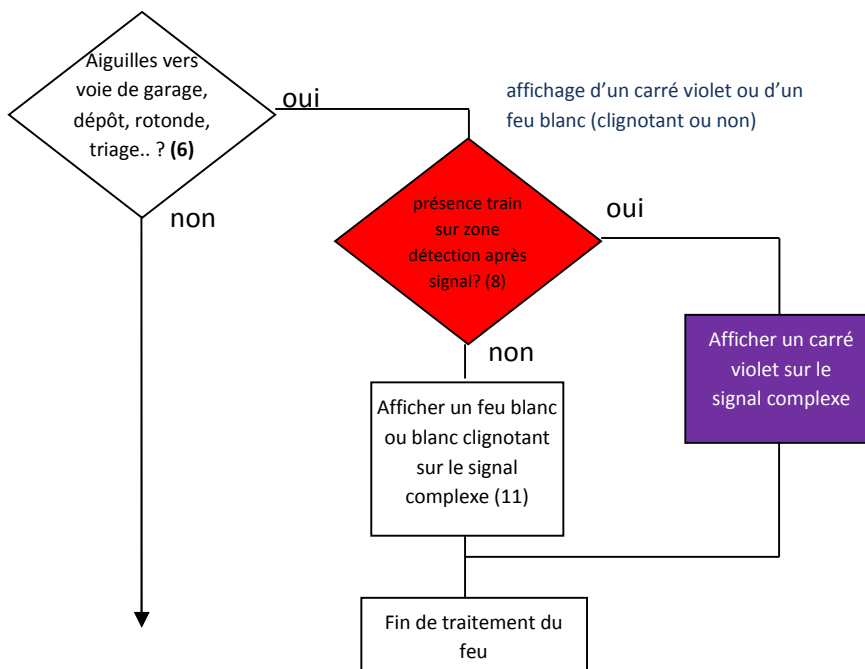 Aiguilles vers
voie de garage,
dépôt, rotonde,
triage.. ? (6)
oui
affichage d’un carré violet ou d’un
feu blanc (clignotant ou non)
non
présence train
sur zone
détection après
signal? (8)
oui
non
Afficher un carré
violet sur le
signal complexe
Afficher un feu blanc
ou blanc clignotant
sur le signal
complexe (11)
Fin de traitement du
feu